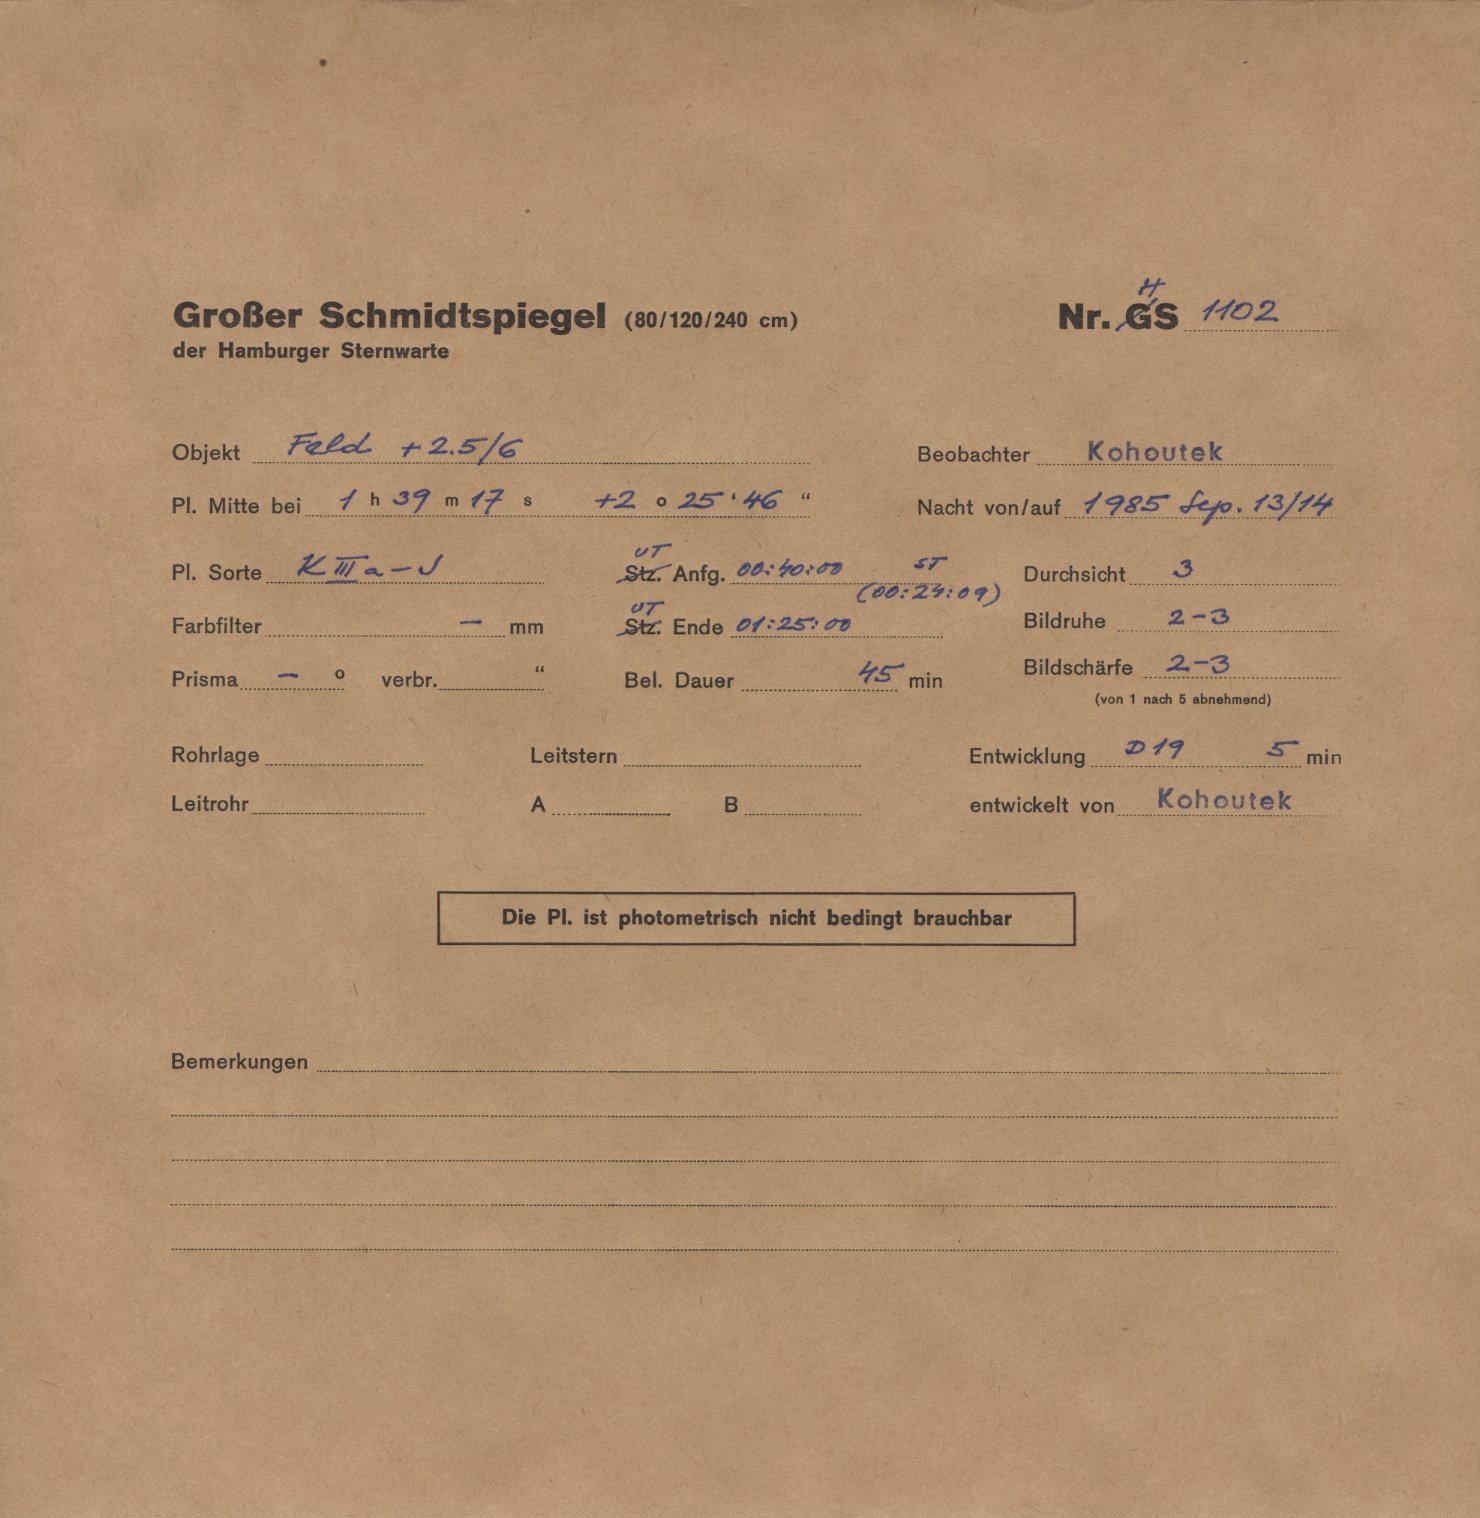 H
Großer Schmidtspiegel (80/120/240 cm) Nr. GS 1102
der Hamburger Sternwarte
Objekt Feld +2.5/6 Beobachter Kohoutek
Pl. Mitte bei 1 h 39 m 17 s +2 o 25 ‘ 46 “ Nacht von/auf 1985 Sep. 13/14
Pl. Sorte K III a-J UT Stz. Anfg. 00:40:00 ST (00:24:09) Durchsicht 3
Farbfilter – mm UT Stz. Ende 01:25:00 Bildruhe 2-3
Prisma – o verbr. “ Bel. Dauer 45 min Bildschärfe 2-3
(von 1 nach 5 abnehmend)
Rohrlage Leitstern Entwicklung D19 5 min
Leitrohr A B entwickelt von Kohoutek
Die Pl. ist photometrisch nicht bedingt brauchbar
Bemerkungen